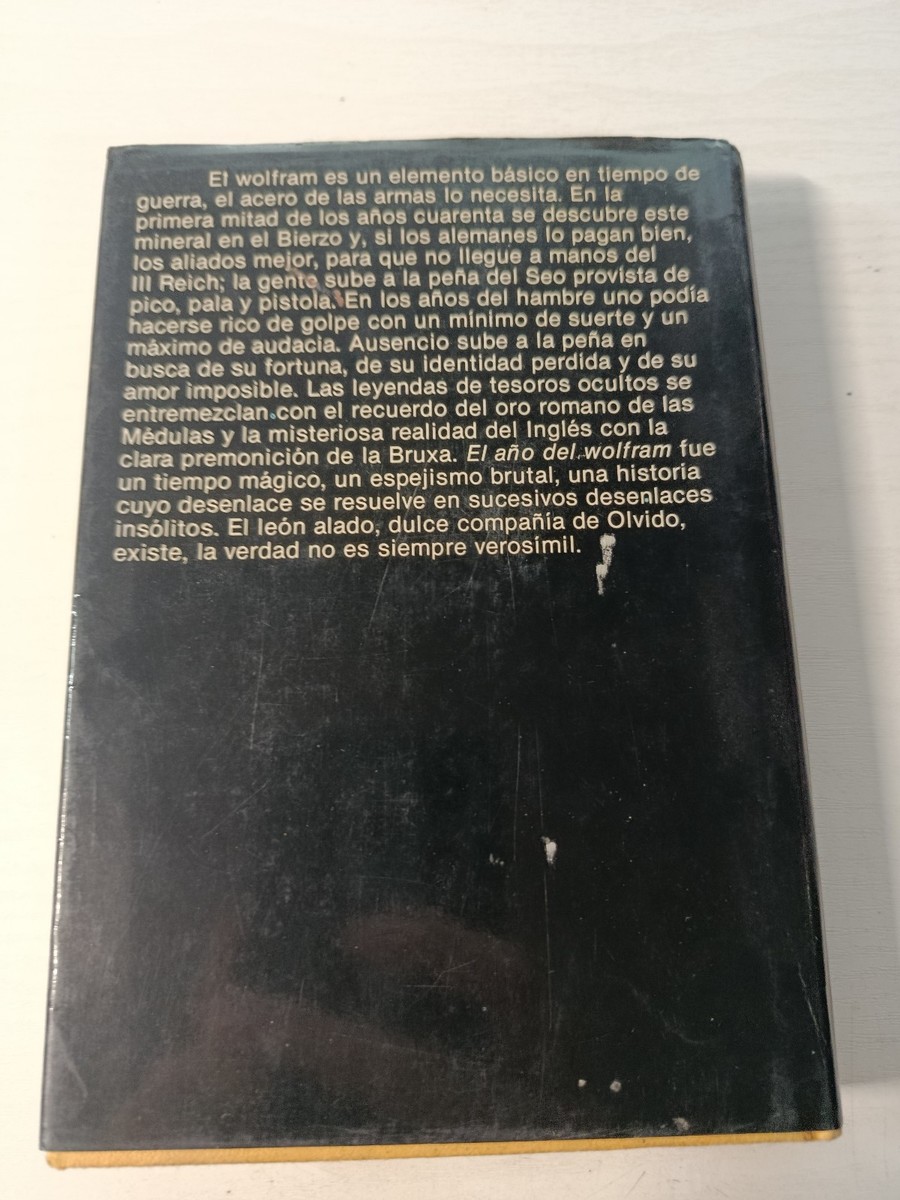 El wolfram es un elemento básico en tiempo de
guerra, el acero de las armas lo necesita. En la
primera mitad de los años cuarenta se descubre este
mineral en el Bierzo y, si los alemanes lo pagan bien,
los aliados mejor, para que no llegue a manos del
III Reich; la gente sube a la peña del Seo provista de
pico, pala y pistola. En los años del hambre uno podía
hacerse rico de golpe con un mínimo de suerte y un
máximo de audacia. Ausencio sube a la peña en
busca de su fortuna, de su identidad perdida y de su
amor imposible. Las leyendas de tesoros ocultos se
entremezclan con el recuerdo del oro romano de las
Médulas y la misteriosa realidad del Inglés con la
clara premonición de la Bruxa. El año del wolfram fue
un tiempo mágico, un espejismo brutal, una historia
cuyo desenlace se resuelve en sucesivos desenlaces
insólitos. El león alado, dulce compañía de Olvido,
existe, la verdad no es siempre verosímil.